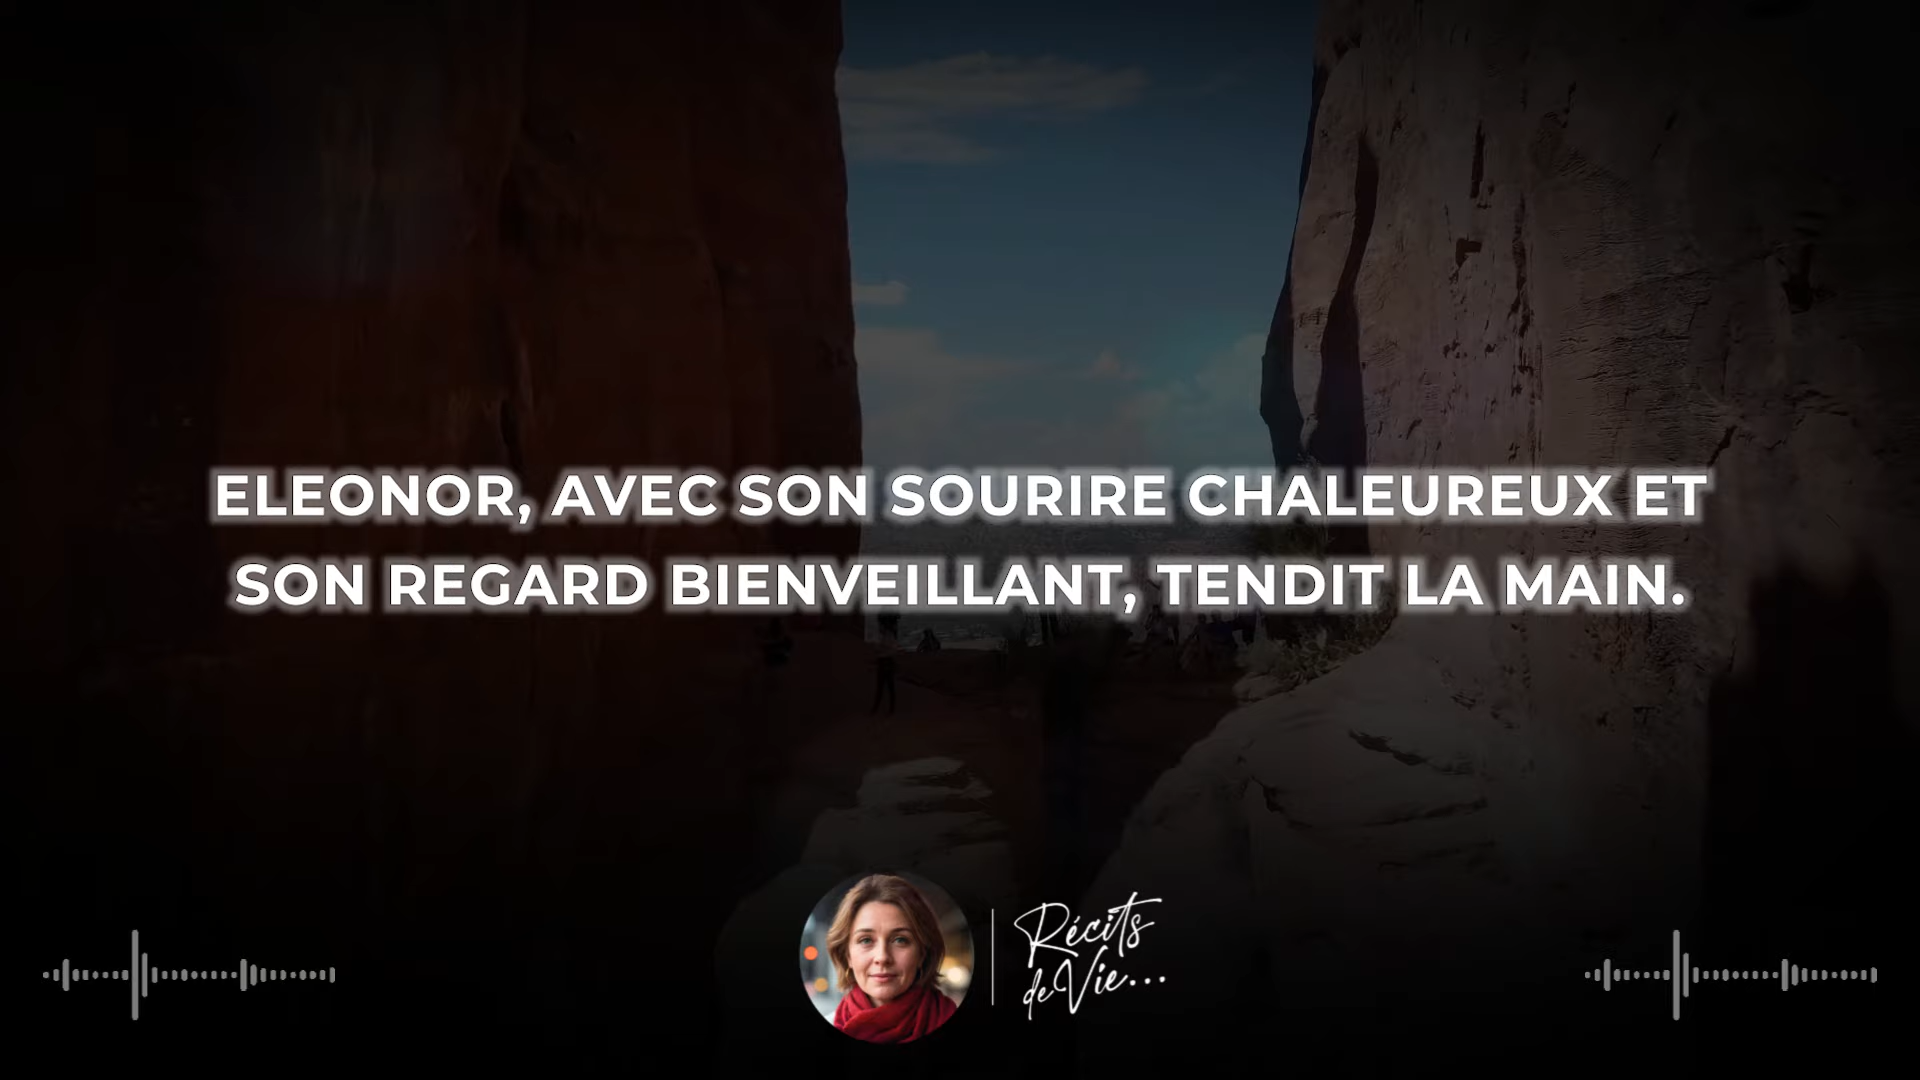 ELEONOR, AVEC SON SOURIRE CHALEUREUX ET
SON REGARD BIENVEILLANT, TENDIT LA MAIN.
Récits
de Vie...